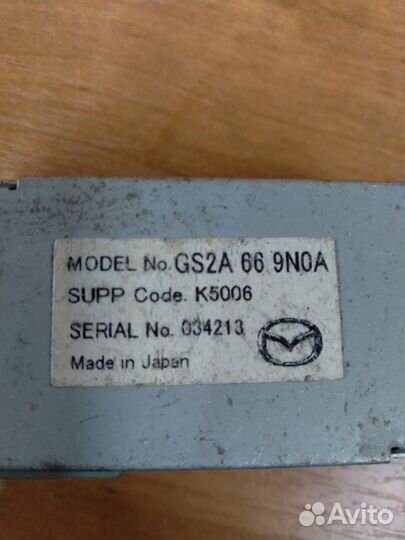 MODEL No. GS2A 66 9N0A
SUPP Code. K5006
SERIAL No. 034213
Made in Japan
Avito